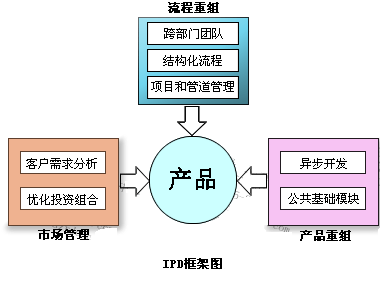 流程重组
跨部门团队
结构化流程
项目和管道管理
客户需求分析
优化投资组合
市场管理
产品
异步开发
公共基础模块
产品重组
IPD框架图